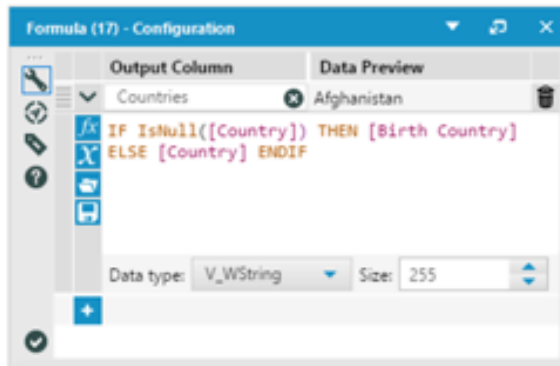 Formula (17) - Configuration
Output Column Data Preview
Countries Afghanistan
IF IsNull([Country]) THEN [Birth Country]
ELSE [Country] ENDIF
Data type: V_WString Size: 255